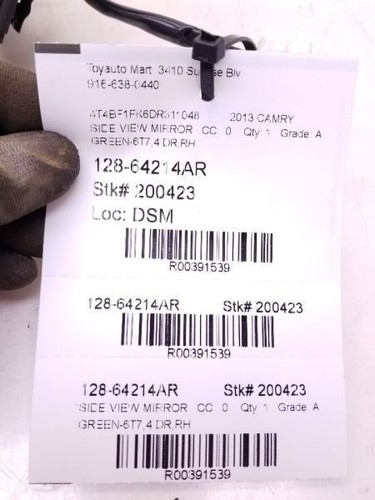 Toyauto Mart 3410 Sunrise Blv
916-638-0440
4T4BF1FK6DR311048 2013 CAMRY
SIDE VIEW MIRROR CC: 0 Qty: 1 Grade: A
GREEN-6T7,4 DR,RH
128-64214AR
Stk# 200423
Loc: DSM
R00391539
128-64214AR Stk# 200423
R00391539
128-64214AR Stk# 200423
SIDE VIEW MIRROR CC: 0 Qty: 1 Grade: A
GREEN-6T7,4 DR,RH
R00391539